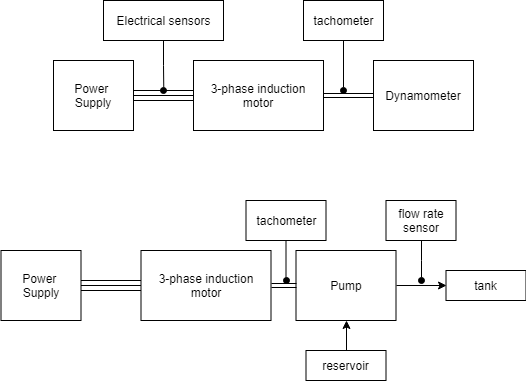 Electrical sensors
tachometer
Power
Supply
3-phase induction
motor
Dynamometer
tachometer
flow rate
sensor
Power
Supply
3-phase induction
motor
Pump
tank
reservoir